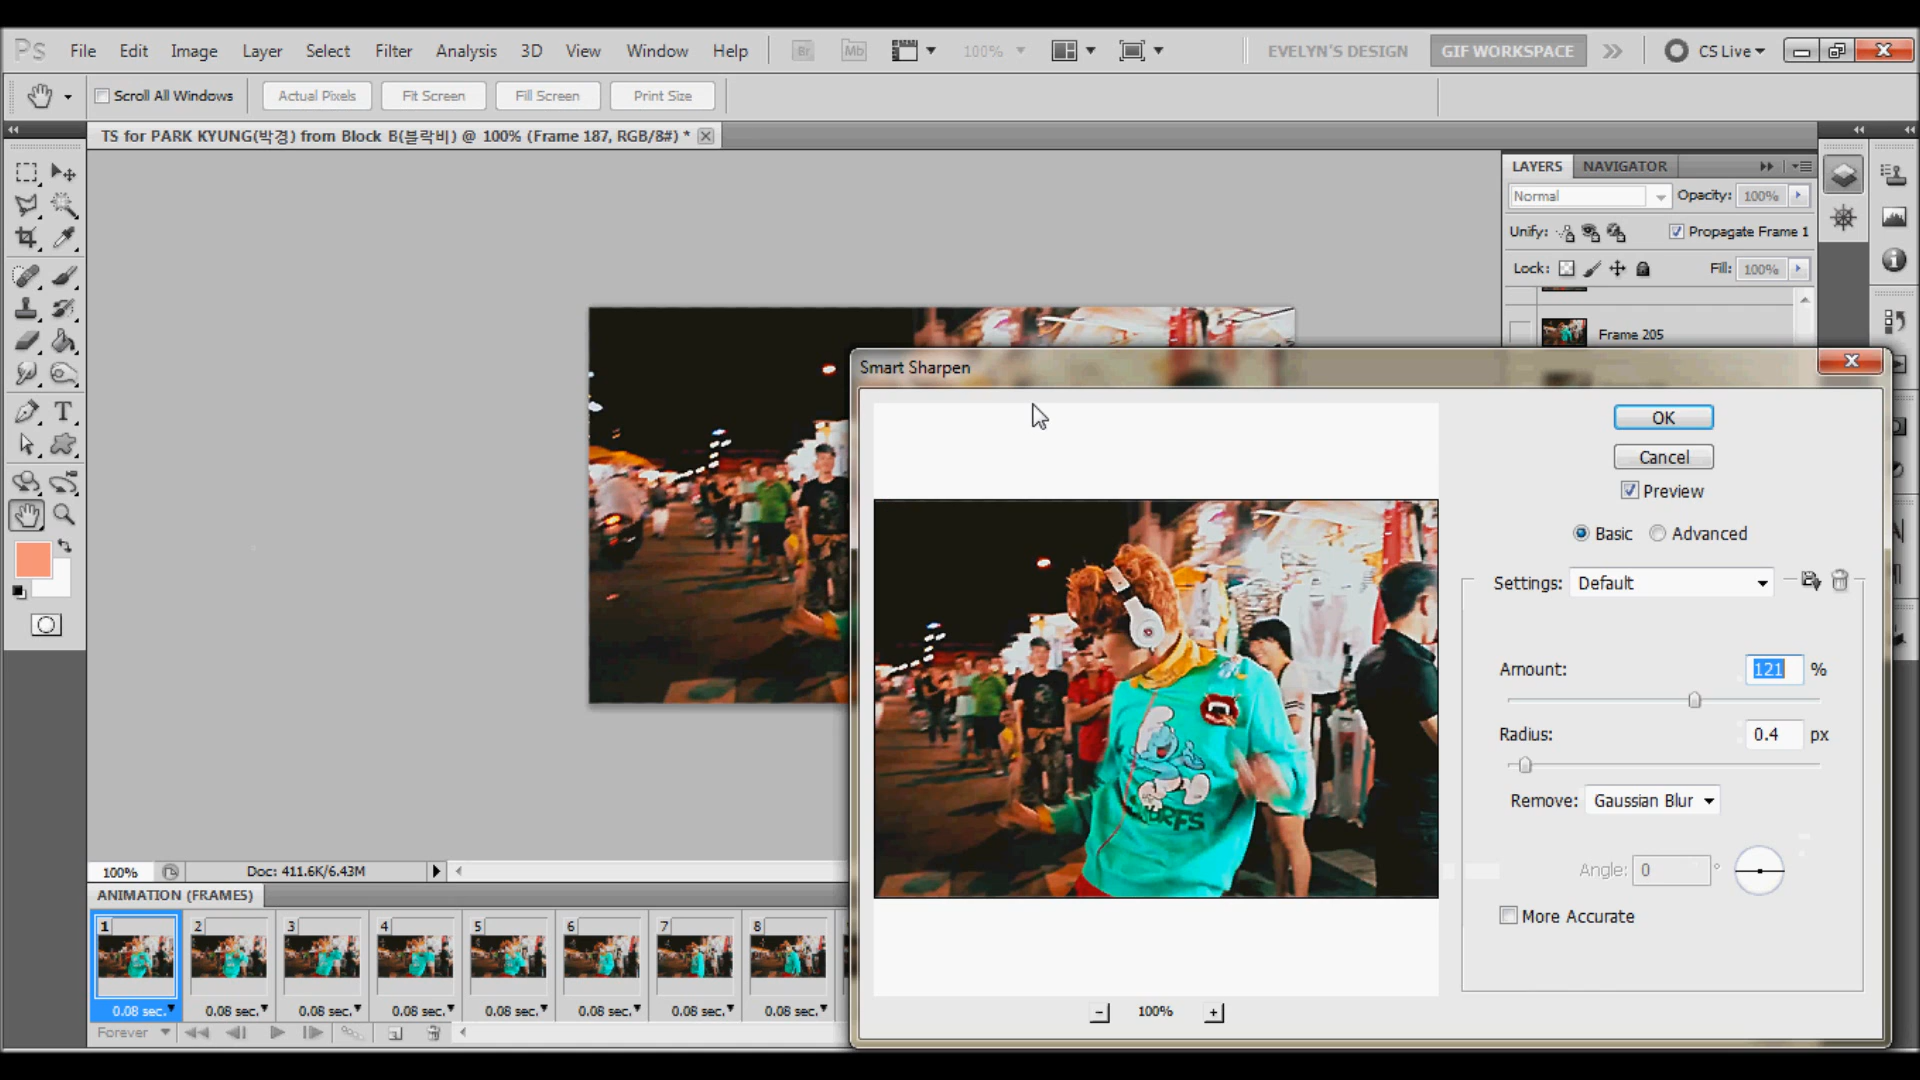 Ps File Edit Image Layer Select Filter Analysis 3D View Window Help Br Mb 100% EVELYN'S DESIGN GIF WORKSPACE CS Live
Scroll All Windows Actual Pixels Fit Screen Fill Screen Print Size
TS for PARK KYUNG(박경) from Block B(블락비) @ 100% (Frame 187, RGB/8#) *
LAYERS NAVIGATOR
Normal Opacity: 100%
Unify: Propagate Frame 1
Lock: Fill: 100%
Frame 205
Smart Sharpen
OK
Cancel
Preview
Basic Advanced
Settings: Default
Amount: 121 %
Radius: 0.4 px
Remove: Gaussian Blur
Angle: 0 °
More Accurate
100%
100% Doc: 411.6K/6.43M
ANIMATION (FRAMES)
1 2 3 4 5 6 7 8
0.08 sec. 0.08 sec. 0.08 sec. 0.08 sec. 0.08 sec. 0.08 sec. 0.08 sec. 0.08 sec.
Forever